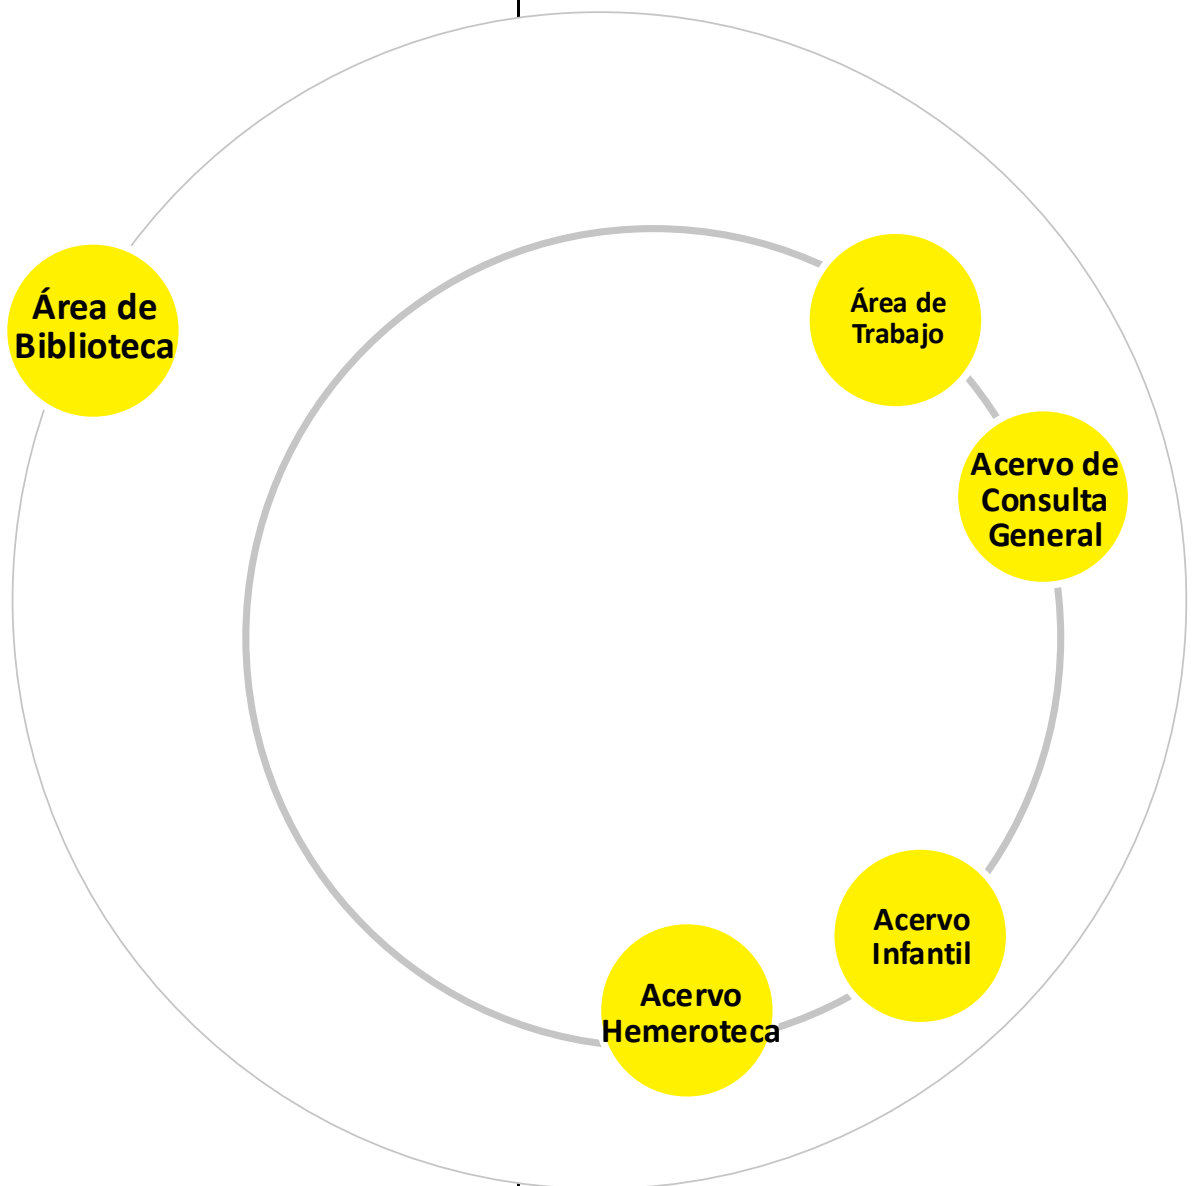 Área de
Biblioteca
Área de
Trabajo
Acervo de
Consulta
General
Acervo
Infantil
Acervo
Hemeroteca